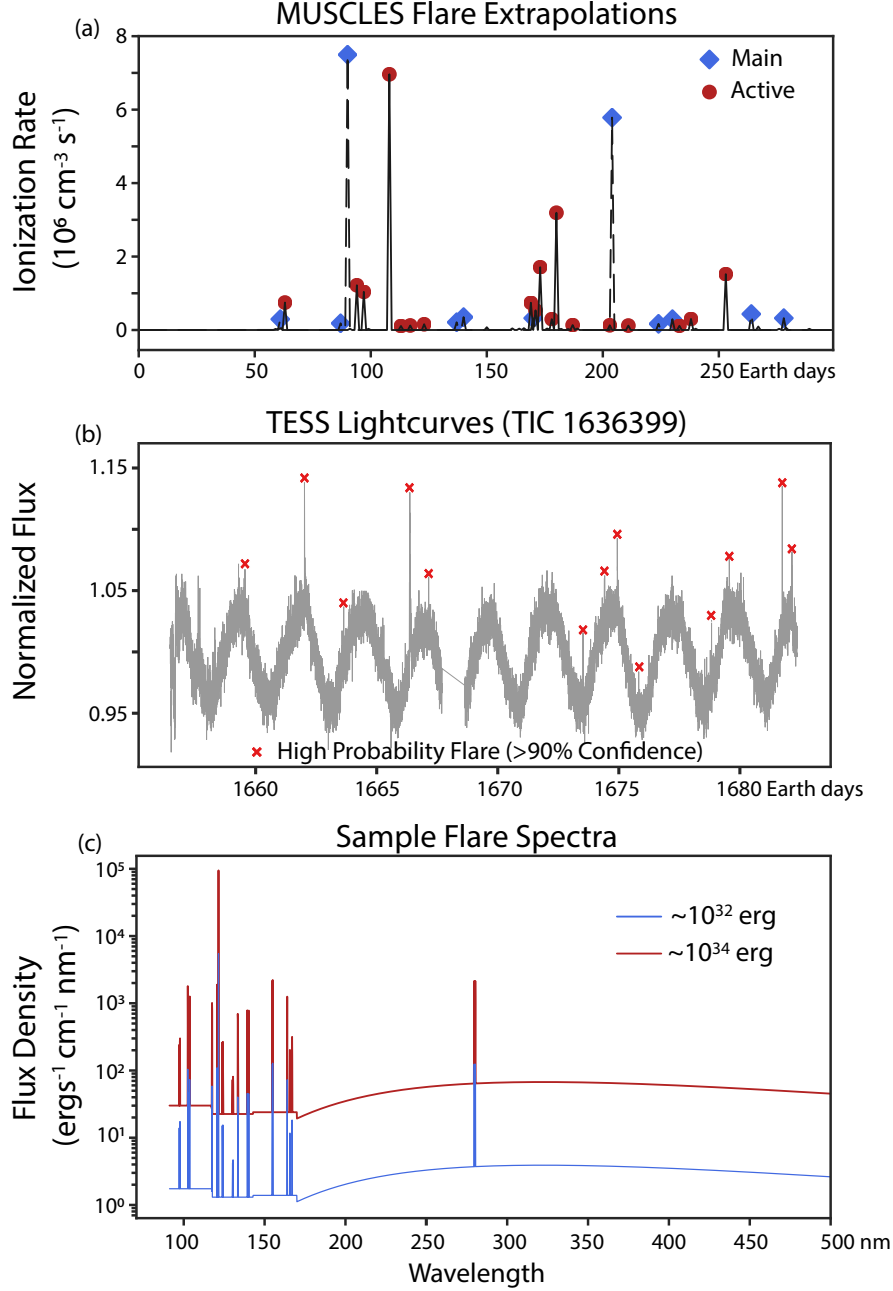 (a)
MUSCLES Flare Extrapolations
8
6
4
2
0
Ionization Rate
(10⁶ cm⁻³ s⁻¹)
Main
Active
0
50
100
150
200
250
Earth days
(b)
TESS Lightcurves (TIC 1636399)
1.15
1.05
0.95
Normalized Flux
High Probability Flare (>90% Confidence)
1660
1665
1670
1675
1680
Earth days
(c)
Sample Flare Spectra
10⁵
10⁴
10³
10²
10¹
10⁰
Flux Density
(ergs⁻¹ cm⁻¹ nm⁻¹)
~10³² erg
~10³⁴ erg
100
150
200
250
300
350
400
450
500 nm
Wavelength